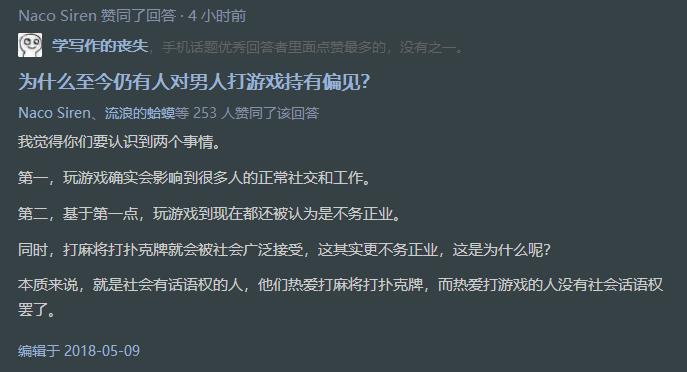 Naco Siren 赞同了回答 · 4 小时前
学写作的丧失，手机话题优秀回答者里面点赞最多的，没有之一。
为什么至今仍有人对男人打游戏持有偏见？
Naco Siren、流浪的蛤蟆等 253 人赞同了该回答
我觉得你们要认识到两个事情。
第一，玩游戏确实会影响到很多人的正常社交和工作。
第二，基于第一点，玩游戏到现在都还被认为是不务正业。
同时，打麻将打扑克牌就会被社会广泛接受，这其实更不务正业，这是为什么呢？
本质来说，就是社会有话语权的人，他们热爱打麻将打扑克牌，而热爱打游戏的人没有社会话语权
罢了。
编辑于 2018-05-09